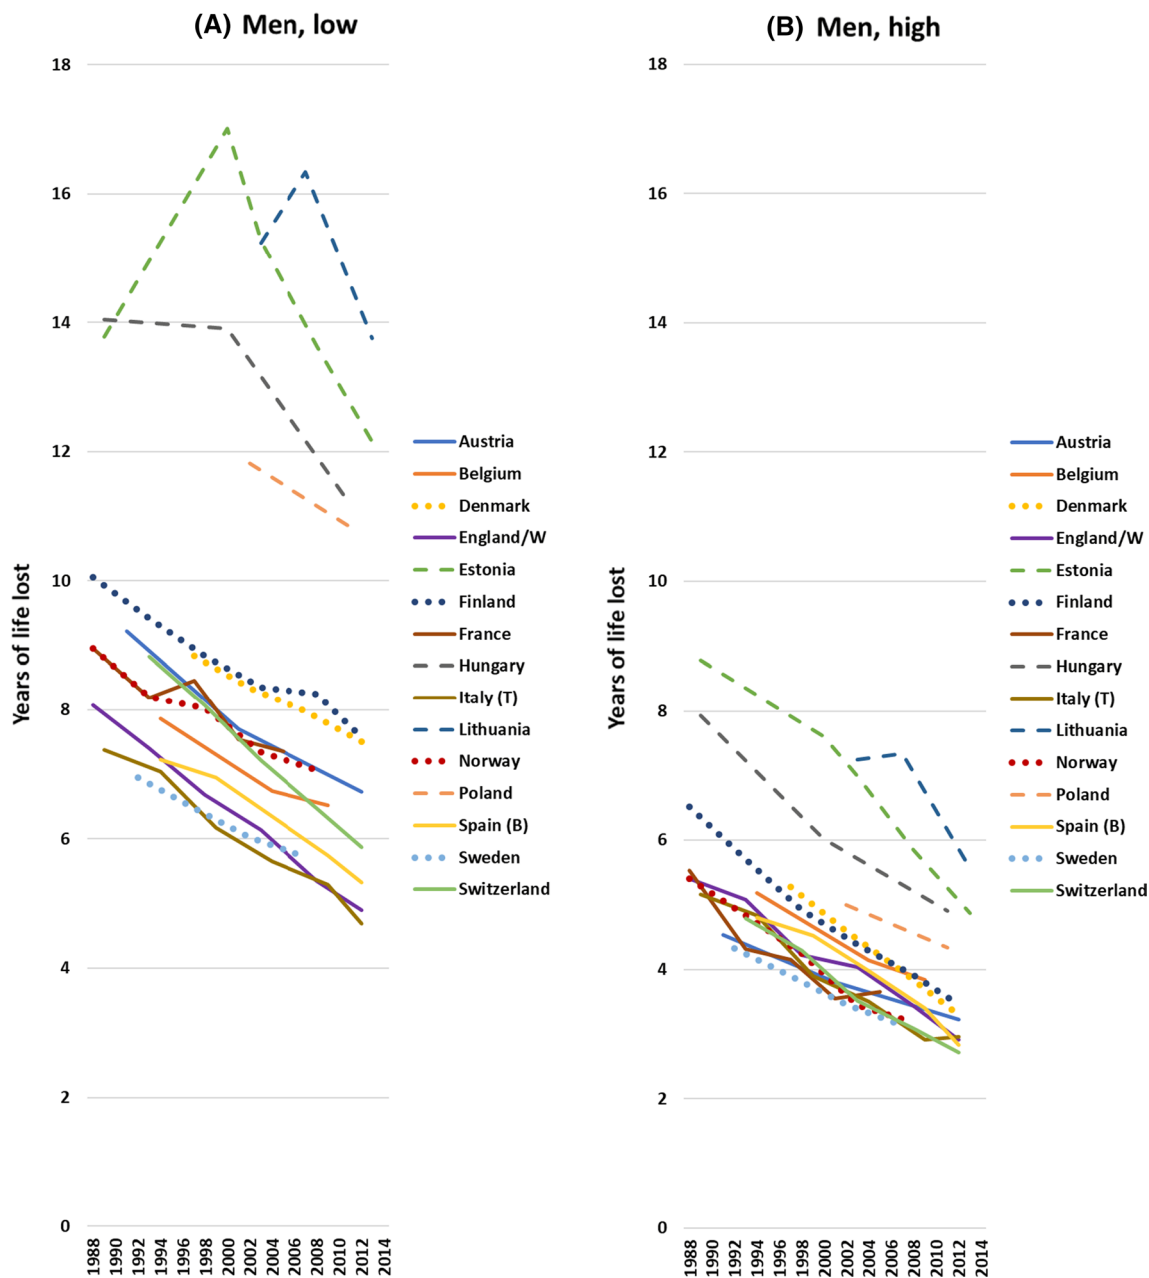 (A) Men, low
Years of life lost
18
16
14
12
10
8
6
4
2
0
1988
1990
1992
1994
1996
1998
2000
2002
2004
2006
2008
2010
2012
2014
Austria
Belgium
Denmark
England/W
Estonia
Finland
France
Hungary
Italy (T)
Lithuania
Norway
Poland
Spain (B)
Sweden
Switzerland
(B) Men, high
Years of life lost
18
16
14
12
10
8
6
4
2
0
1988
1990
1992
1994
1996
1998
2000
2002
2004
2006
2008
2010
2012
2014
Austria
Belgium
Denmark
England/W
Estonia
Finland
France
Hungary
Italy (T)
Lithuania
Norway
Poland
Spain (B)
Sweden
Switzerland